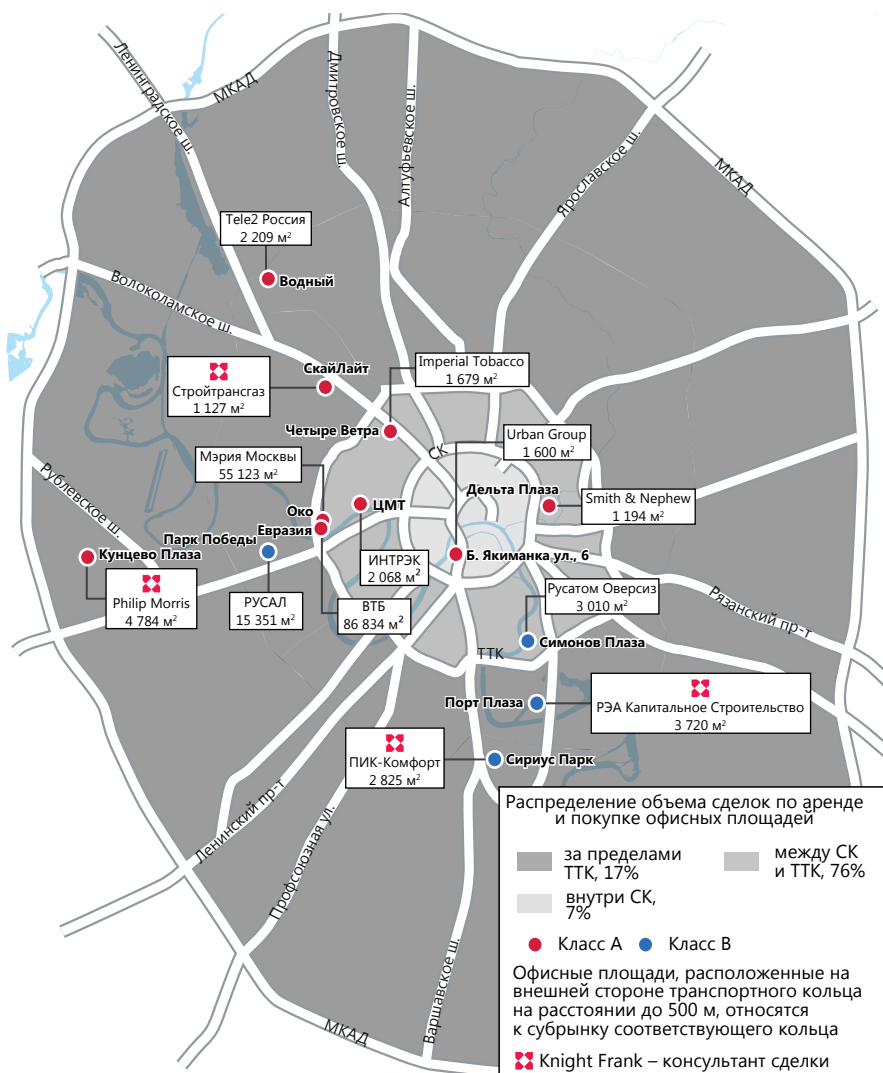 Ленинградское ш.
МКАД
Дмитровское ш.
Алтуфьевское ш.
Ярославское ш.
МКАД
Tele2 Россия
2 209 м²
Водный
Волоколамское ш.
СкайЛайт
Стройтрансгаз
1 127 м²
Imperial Tobacco
1 679 м²
Четыре Ветра
СК
Urban Group
1 600 м²
Мэрия Москвы
55 123 м²
Дельта Плаза
Smith & Nephew
1 194 м²
Рублевское ш.
Око
ЦМТ
Евразия
Парк Победы
Кунцево Плаза
Б. Якиманка ул., 6
ИНТРЭК
2 068 м²
Philip Morris
4 784 м²
РУСАЛ
15 351 м²
ВТБ
86 834 м²
Русатом Оверсиз
3 010 м²
Рязанский пр-т
Симонов Плаза
ТТК
Порт Плаза
РЭА Капитальное Строительство
3 720 м²
ПИК-Комфорт
2 825 м²
Сириус Парк
Ленинский пр-т
Профсоюзная ул.
Варшавское ш.
МКАД
Распределение объема сделок по аренде
и покупке офисных площадей
за пределами
ТТК, 17%
между СК
и ТТК, 76%
внутри СК,
7%
Класс А
Класс В
Офисные площади, расположенные на
внешней стороне транспортного кольца
на расстоянии до 500 м, относятся
к субрынку соответствующего кольца
Knight Frank – консультант сделки